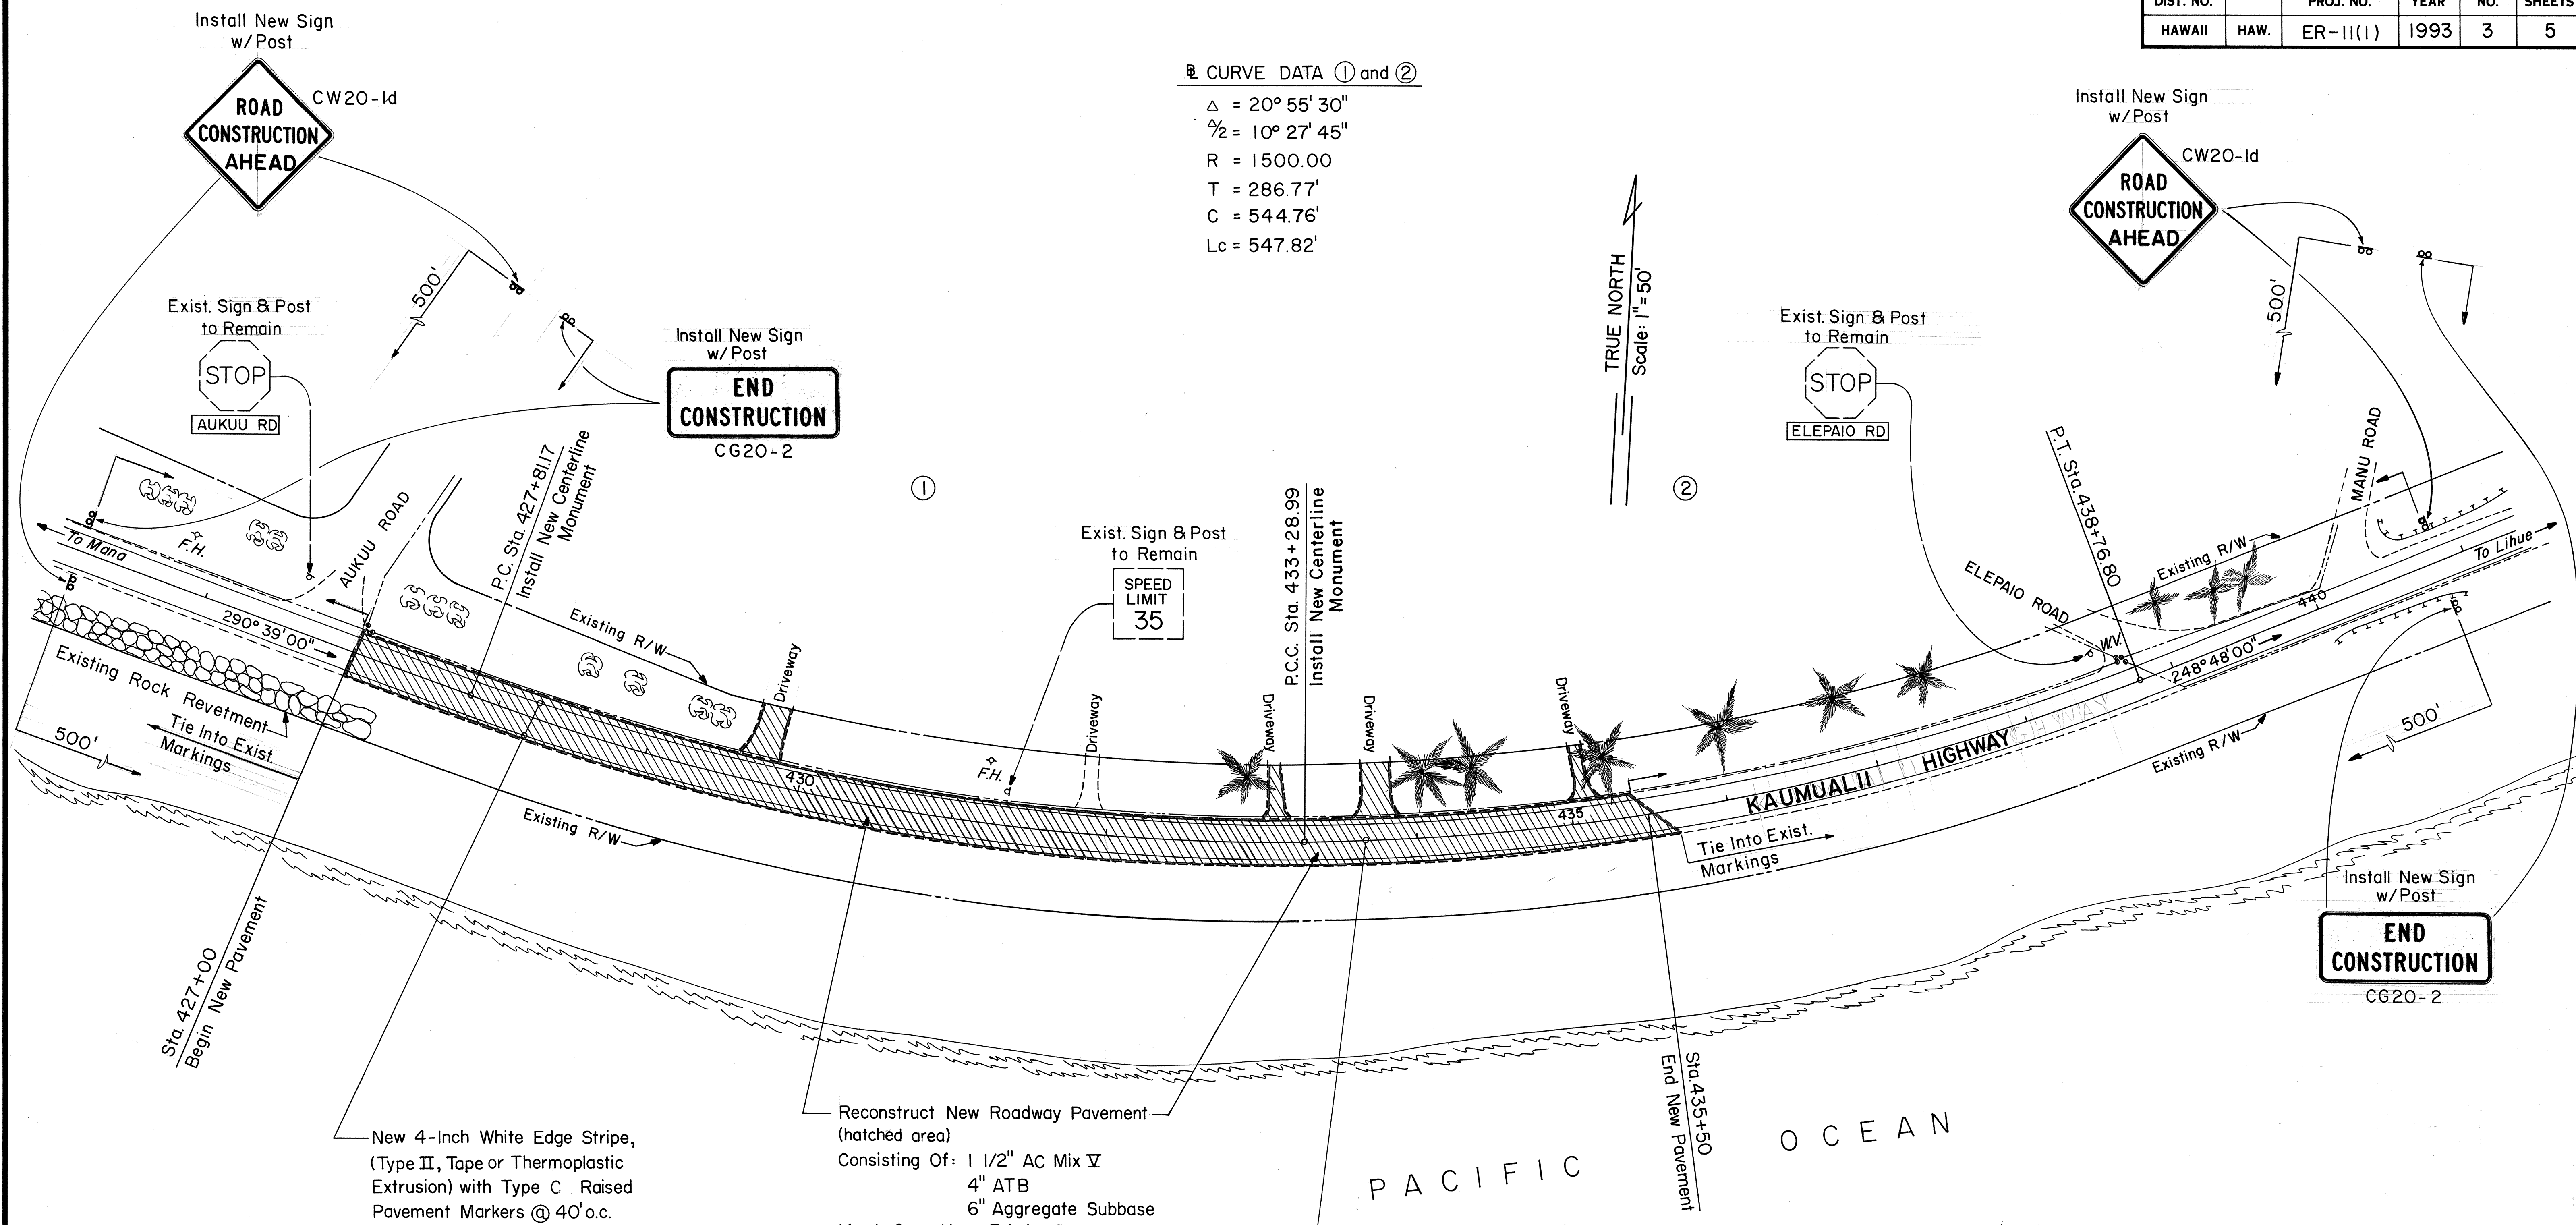 DIST. NO. PROJ. NO. YEAR NO. SHEETS
HAWAII HAW. ER-11(1) 1993 3 5
Install New Sign
w/Post
ROAD
CONSTRUCTION
AHEAD
CW20-1d
℄ CURVE DATA ① and ②
Δ = 20° 55' 30"
Δ/2 = 10° 27' 45"
R = 1500.00
T = 286.77'
C = 544.76'
Lc = 547.82'
Install New Sign
w/Post
ROAD
CONSTRUCTION
AHEAD
CW20-1d
500'
500'
Exist. Sign & Post
to Remain
STOP
AUKUU RD
Install New Sign
w/Post
END
CONSTRUCTION
CG20-2
TRUE NORTH
Scale: 1" = 50'
Exist. Sign & Post
to Remain
STOP
ELEPAIO RD
①
②
To Mana
F.H.
AUKUU ROAD
P.C. Sta. 427+81.17
Install New Centerline
Monument
Existing R/W
Exist. Sign & Post
to Remain
SPEED
LIMIT
35
P.C.C. Sta. 433+28.99
Install New Centerline
Monument
P.T. Sta. 438+76.80
MANU ROAD
ELEPAIO ROAD
W.V.
Existing R/W
To Lihue
440
290° 39' 00"
248° 48' 00"
Existing Rock Revetment
Tie Into Exist.
Markings
500'
Driveway
Driveway
Driveway
Driveway
Driveway
F.H.
430
435
Existing R/W
KAUMUALII HIGHWAY
Tie Into Exist.
Markings
Existing R/W
500'
Install New Sign
w/Post
END
CONSTRUCTION
CG20-2
Sta. 427+00
Begin New Pavement
Sta. 435+50
End New Pavement
New 4-Inch White Edge Stripe,
(Type II, Tape or Thermoplastic
Extrusion) with Type C Raised
Pavement Markers @ 40' o.c.
Reconstruct New Roadway Pavement
(hatched area)
Consisting Of: 1 1/2" AC Mix V
4" ATB
6" Aggregate Subbase
PACIFIC OCEAN